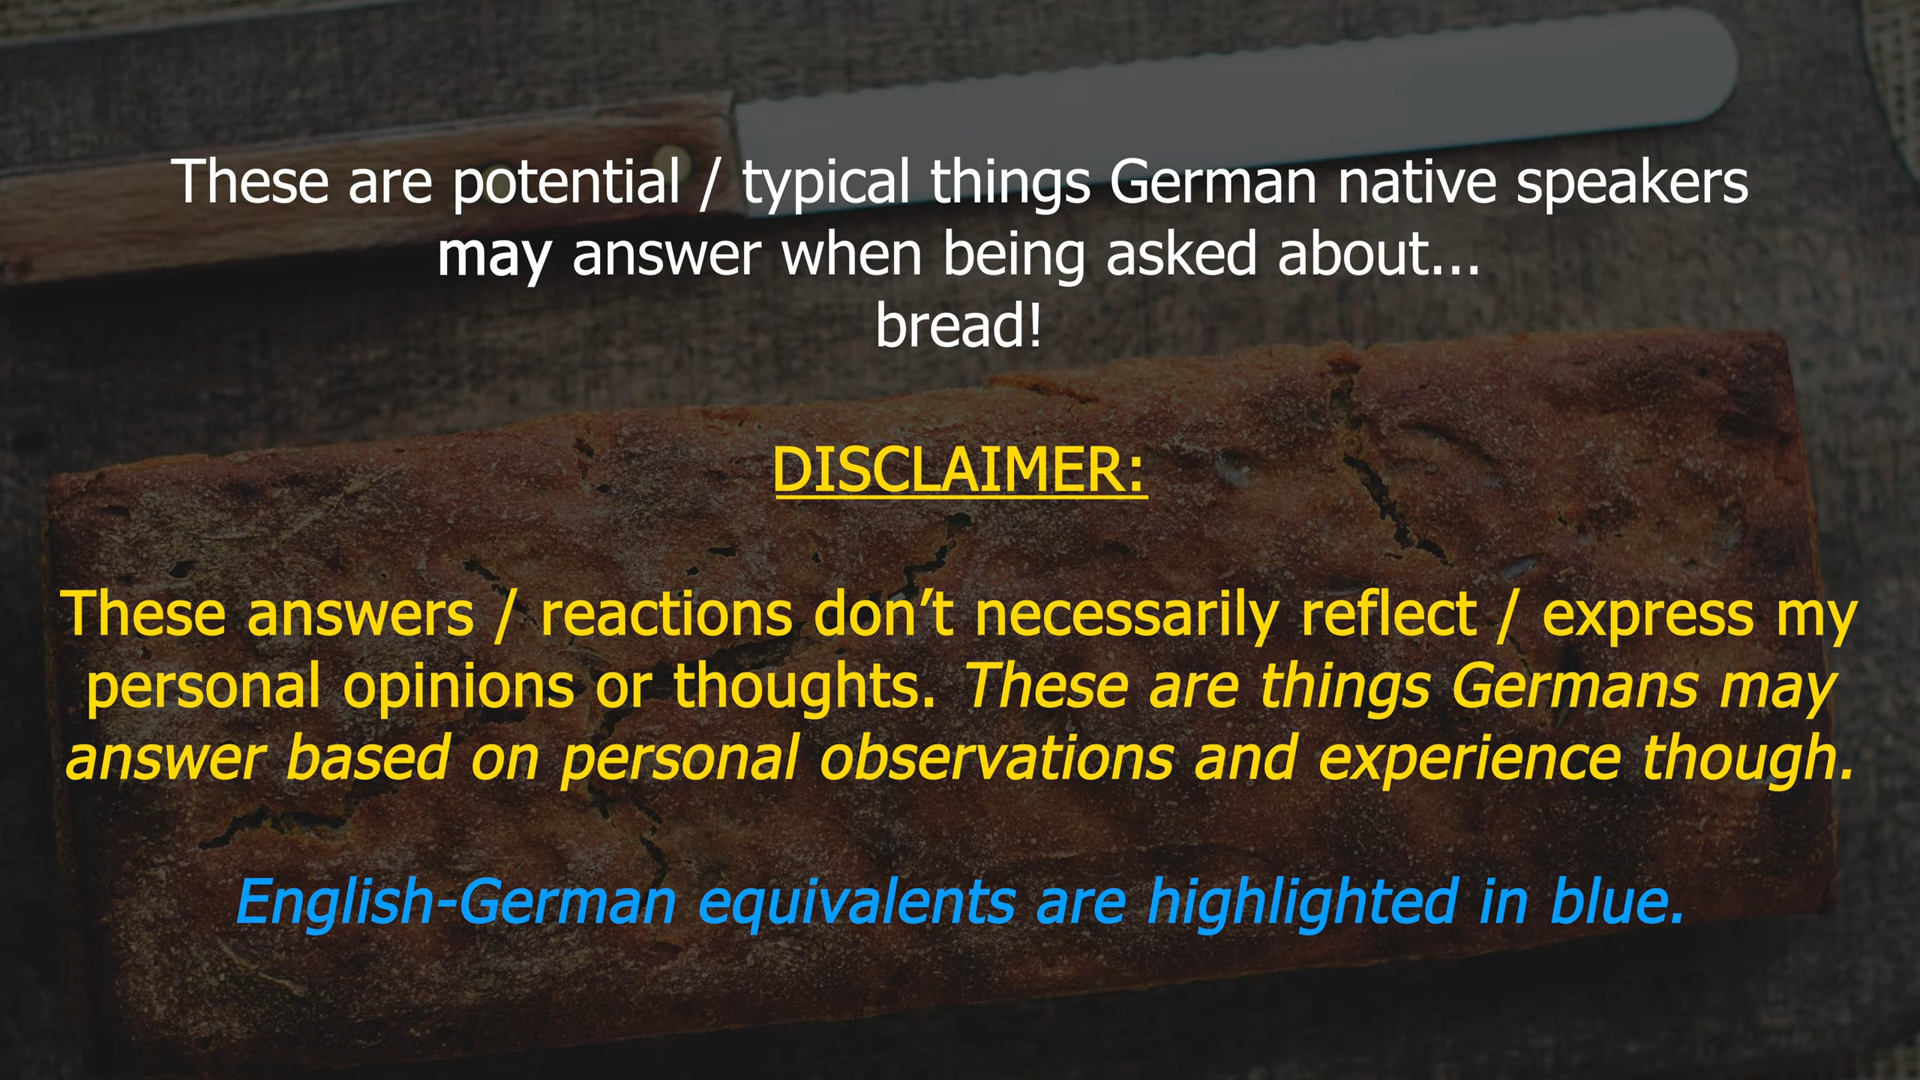 These are potential / typical things German native speakers
may answer when being asked about...
bread!
DISCLAIMER:
These answers / reactions don’t necessarily reflect / express my
personal opinions or thoughts. These are things Germans may
answer based on personal observations and experience though.
English-German equivalents are highlighted in blue.